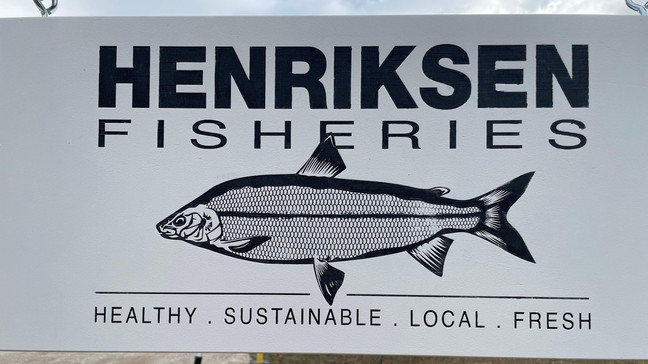 HENRIKSEN
FISHERIES
HEALTHY . SUSTAINABLE . LOCAL . FRESH